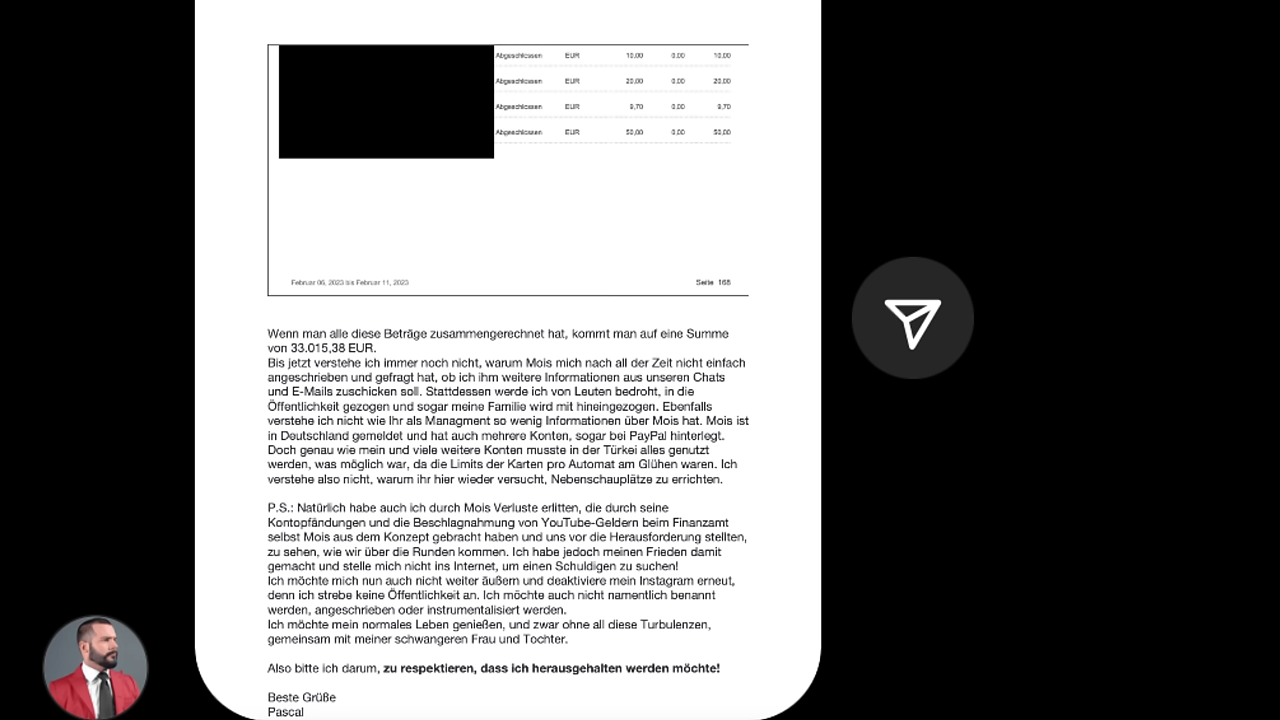 Abgeschlossen EUR 10,00 0,00 10,00
Abgeschlossen EUR 20,00 0,00 20,00
Abgeschlossen EUR 9,70 0,00 9,70
Abgeschlossen EUR 50,00 0,00 50,00
Februar 06, 2023 bis Februar 11, 2023 Seite 168
Wenn man alle diese Beträge zusammengerechnet hat, kommt man auf eine Summe
von 33.015,38 EUR.
Bis jetzt verstehe ich immer noch nicht, warum Mois mich nach all der Zeit nicht einfach
angeschrieben und gefragt hat, ob ich ihm weitere Informationen aus unseren Chats
und E-Mails zuschicken soll. Stattdessen werde ich von Leuten bedroht, in die
Öffentlichkeit gezogen und sogar meine Familie wird mit hineingezogen. Ebenfalls
verstehe ich nicht wie Ihr als Managment so wenig Informationen über Mois hat. Mois ist
in Deutschland gemeldet und hat auch mehrere Konten, sogar bei PayPal hinterlegt.
Doch genau wie mein und viele weitere Konten musste in der Türkei alles genutzt
werden, was möglich war, da die Limits der Karten pro Automat am Glühen waren. Ich
verstehe also nicht, warum ihr hier wieder versucht, Nebenschauplätze zu errichten.
P.S.: Natürlich habe auch ich durch Mois Verluste erlitten, die durch seine
Kontopfändungen und die Beschlagnahmung von YouTube-Geldern beim Finanzamt
selbst Mois aus dem Konzept gebracht haben und uns vor die Herausforderung stellten,
zu sehen, wie wir über die Runden kommen. Ich habe jedoch meinen Frieden damit
gemacht und stelle mich nicht ins Internet, um einen Schuldigen zu suchen!
Ich möchte mich nun auch nicht weiter äußern und deaktiviere mein Instagram erneut,
denn ich strebe keine Öffentlichkeit an. Ich möchte auch nicht namentlich benannt
werden, angeschrieben oder instrumentalisiert werden.
Ich möchte mein normales Leben genießen, und zwar ohne all diese Turbulenzen,
gemeinsam mit meiner schwangeren Frau und Tochter.
Also bitte ich darum, zu respektieren, dass ich herausgehalten werden möchte!
Beste Grüße
Pascal